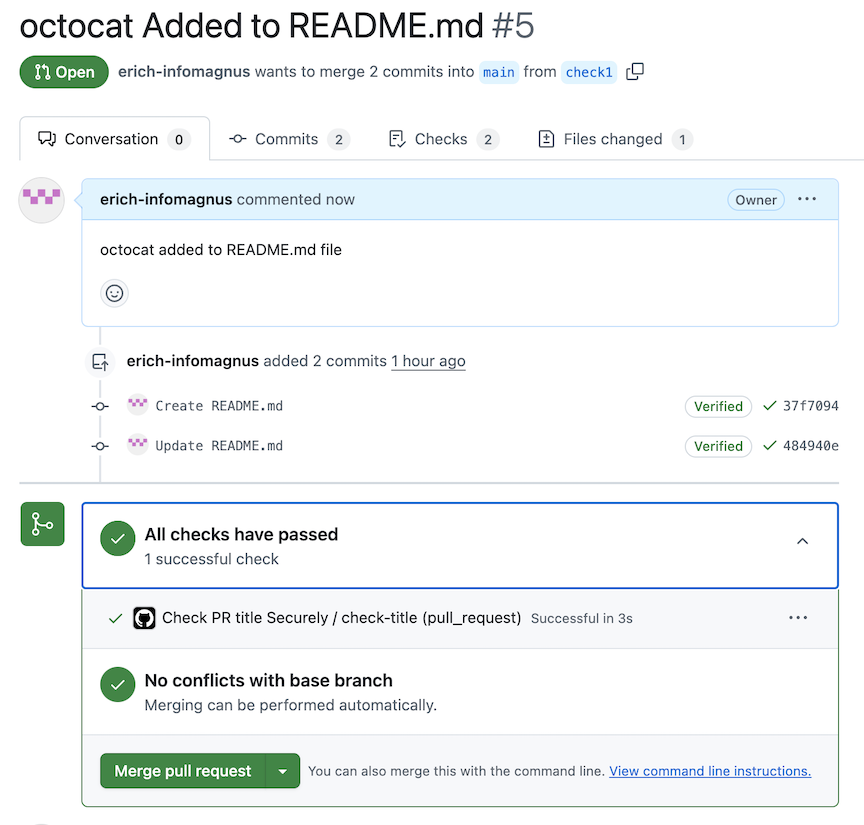 octocat Added to README.md #5
Open erich-infomagnus wants to merge 2 commits into main from check1
Conversation 0 Commits 2 Checks 2 Files changed 1
erich-infomagnus commented now Owner
octocat added to README.md file
erich-infomagnus added 2 commits 1 hour ago
Create README.md Verified 37f7094
Update README.md Verified 484940e
All checks have passed
1 successful check
Check PR title Securely / check-title (pull_request) Successful in 3s
No conflicts with base branch
Merging can be performed automatically.
Merge pull request You can also merge this with the command line. View command line instructions.